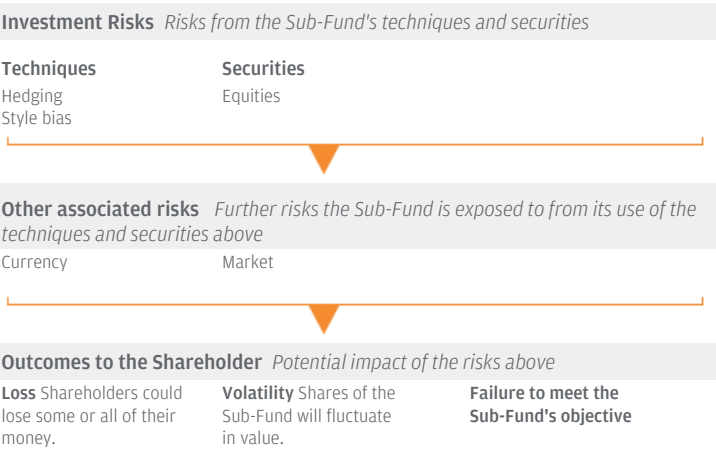 Investment Risks Risks from the Sub-Fund's techniques and securities
Techniques
Hedging
Style bias
Securities
Equities
Other associated risks Further risks the Sub-Fund is exposed to from its use of the
techniques and securities above
Currency
Market
Outcomes to the Shareholder Potential impact of the risks above
Loss Shareholders could
lose some or all of their
money.
Volatility Shares of the
Sub-Fund will fluctuate
in value.
Failure to meet the
Sub-Fund's objective